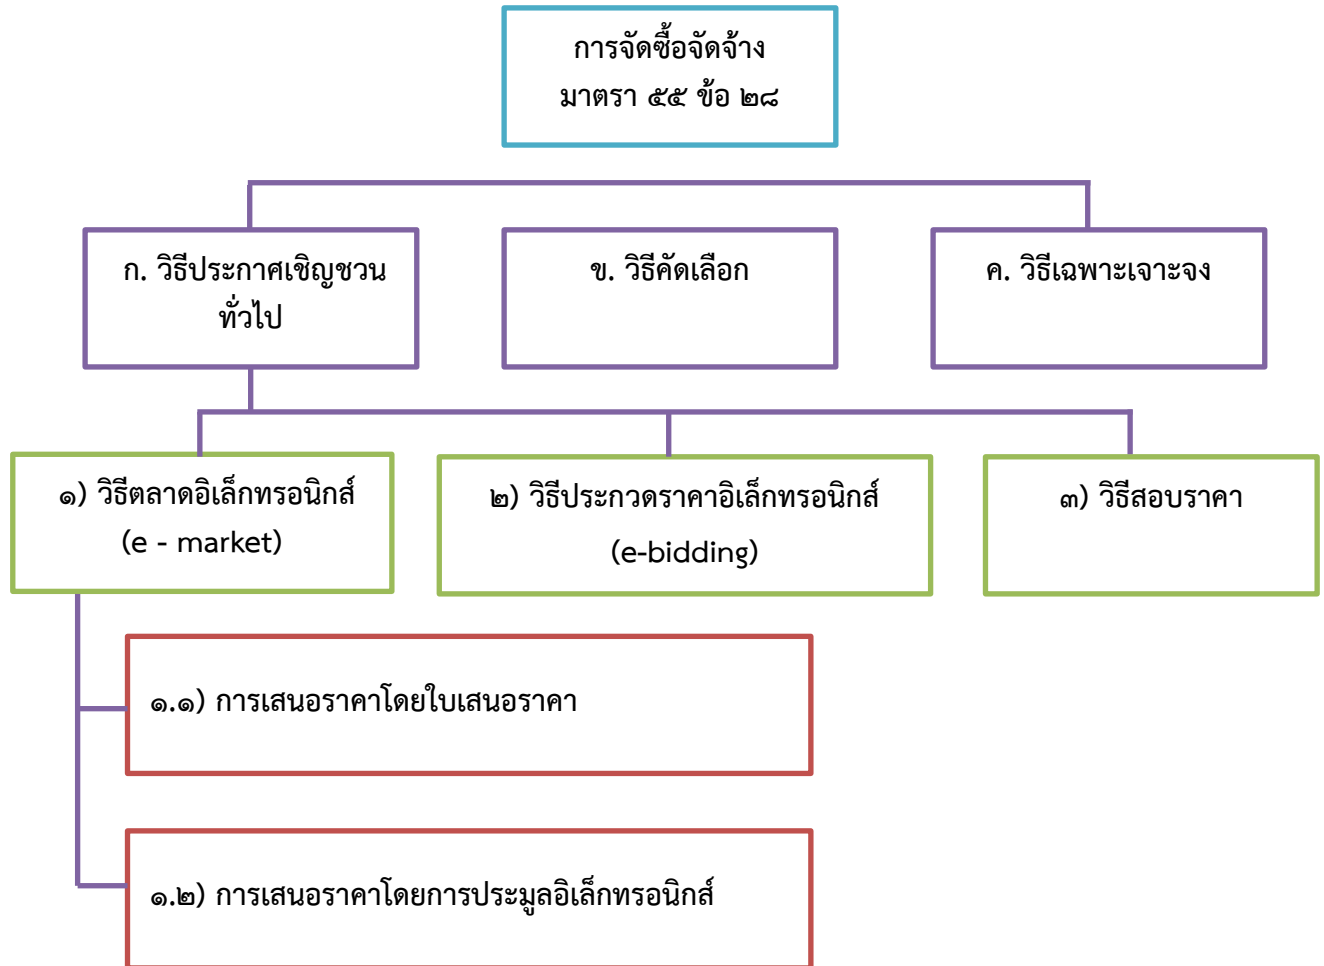 การจัดซื้อจัดจ้าง
มาตรา ๕๕ ข้อ ๒๘
ก. วิธีประกาศเชิญชวน
ทั่วไป
ข. วิธีคัดเลือก
ค. วิธีเฉพาะเจาะจง
๑) วิธีตลาดอิเล็กทรอนิกส์
(e - market)
๒) วิธีประกวดราคาอิเล็กทรอนิกส์
(e-bidding)
๓) วิธีสอบราคา
๑.๑) การเสนอราคาโดยใบเสนอราคา
๑.๒) การเสนอราคาโดยการประมูลอิเล็กทรอนิกส์